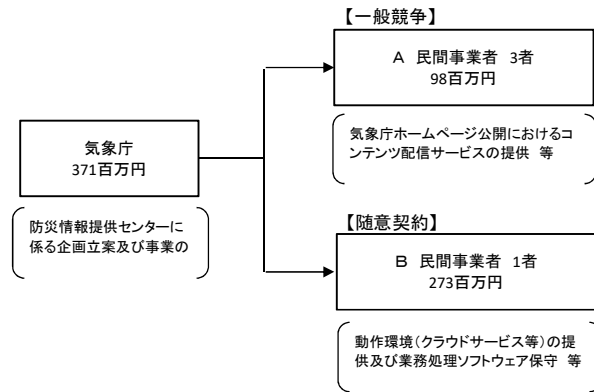 【一般競争】
A 民間事業者 3者
98百万円
気象庁ホームページ公開におけるコ
ンテンツ配信サービスの提供 等
気象庁
371百万円
防災情報提供センターに
係る企画立案及び事業の
【随意契約】
B 民間事業者 1者
273百万円
動作環境(クラウドサービス等)の提
供及び業務処理ソフトウェア保守 等